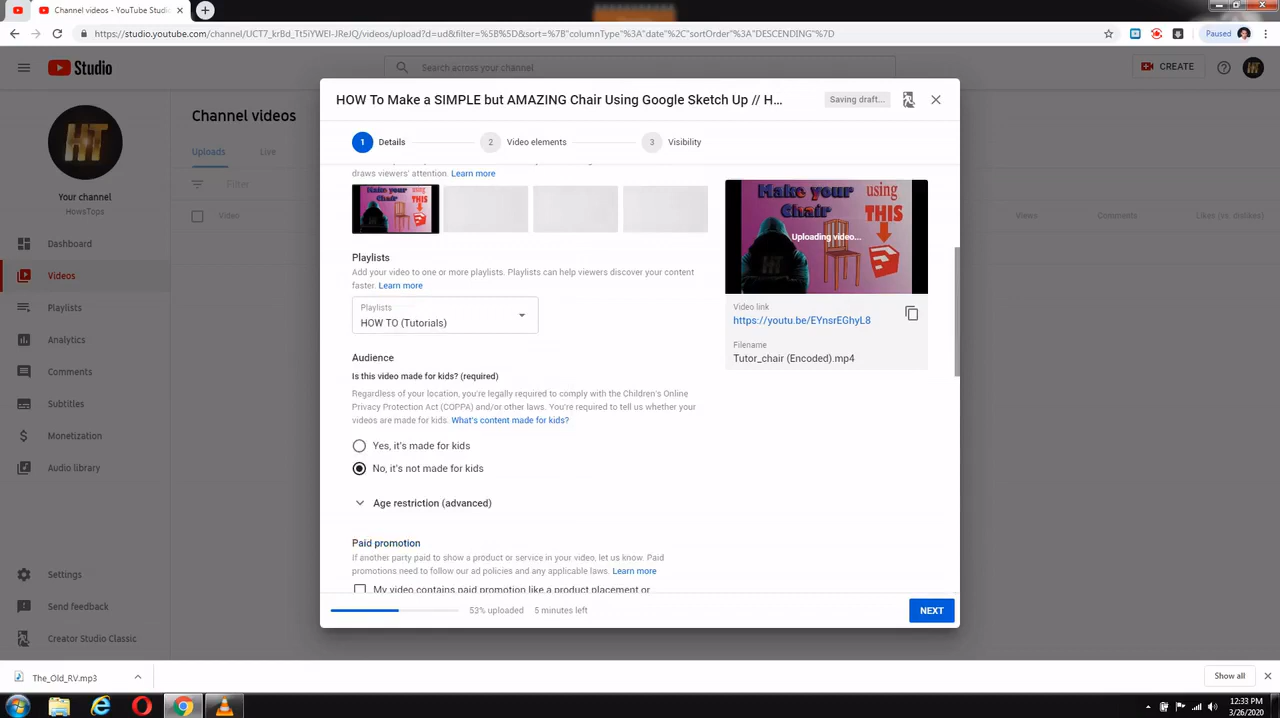 Channel videos - YouTube Studi
https://studio.youtube.com/channel/UCT7_krBd_Tt5iYWEI-JReJQ/videos/upload?d=ud&filter=%5B%5D&sort=%7B"columnType"%3A"date"%2C"sortOrder"%3A"DESCENDING"%7D
Paused
Studio
Search across your channel
CREATE
HT
HT
Your channel
HowsTops
Dashboard
Videos
Playlists
Analytics
Comments
Subtitles
Monetization
Audio library
Settings
Send feedback
Creator Studio Classic
Channel videos
Uploads
Live
Filter
Video
Views
Comments
Likes (vs. dislikes)
HOW To Make a SIMPLE but AMAZING Chair Using Google Sketch Up // H...
Saving draft...
1 Details
2 Video elements
3 Visibility
draws viewers' attention. Learn more
Make your Chair using THIS
Playlists
Add your video to one or more playlists. Playlists can help viewers discover your content
faster. Learn more
Playlists
HOW TO (Tutorials)
Audience
Is this video made for kids? (required)
Regardless of your location, you're legally required to comply with the Children's Online
Privacy Protection Act (COPPA) and/or other laws. You're required to tell us whether your
videos are made for kids. What's content made for kids?
Yes, it's made for kids
No, it's not made for kids
Age restriction (advanced)
Paid promotion
If another party paid to show a product or service in your video, let us know. Paid
promotions need to follow our ad policies and any applicable laws. Learn more
My video contains paid promotion like a product placement or
Make your using
Chair THIS
Uploading video...
HT
Video link
https://youtu.be/EYnsrEGhyL8
Filename
Tutor_chair (Encoded).mp4
53% uploaded 5 minutes left
NEXT
The_Old_RV.mp3
Show all
12:33 PM
3/26/2020